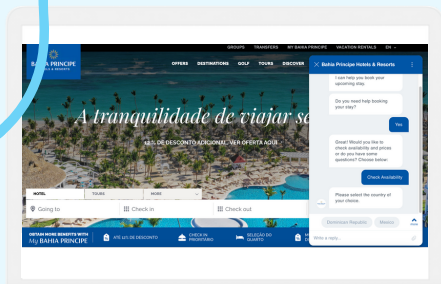 GROUPS TRANSFERS MY BAHIA PRINCIPE VACATION RENTALS EN
BAHIA PRINCIPE
HOTELS & RESORTS
OFFERS DESTINATIONS GOLF TOURS DISCOVER
A tranquilidade de viajar se
DE DESCONTO ADICIONAL. VER OFERTA AQUI
HOTEL TOURS MORE
Going to Check in Check out
OBTAIN MORE BENEFITS WITH
My BAHIA PRINCIPE
ATÉ 12% DE DESCONTO
CHECK IN
PRIORITÁRIO
SELEÇÃO DO
QUARTO
Bahia Principe Hotels & Resorts
I can help you book your
upcoming stay.
Do you need help booking
your stay?
Yes
Great! Would you like to
check availability and prices
or do you have some
questions? Choose below:
Check Availability
Please select the country of
your choice.
Dominican Republic Mexico
Write a reply...